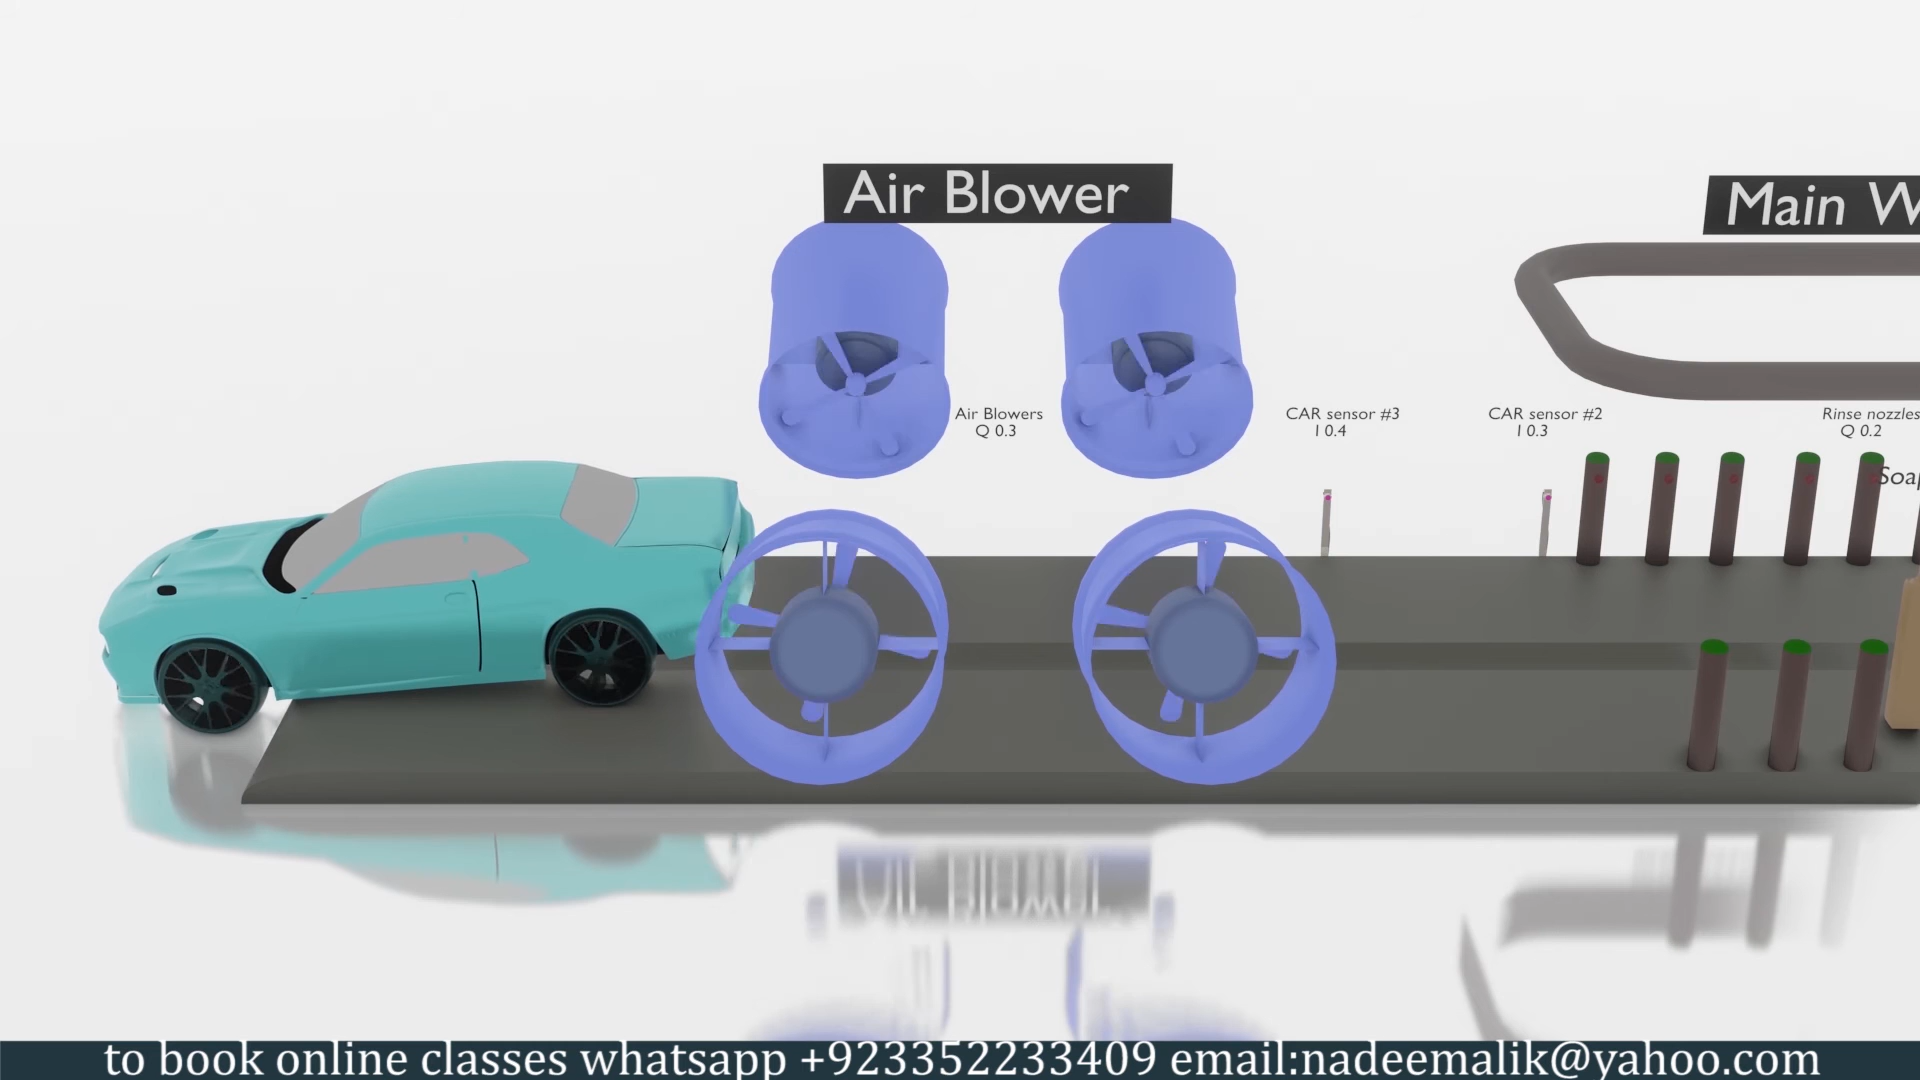 Air Blower
Main W
Air Blowers
Q 0.3
CAR sensor #3
I 0.4
CAR sensor #2
I 0.3
Rinse nozzles
Q 0.2
Soap
to book online classes whatsapp +923352233409 email:nadeemalik@yahoo.com